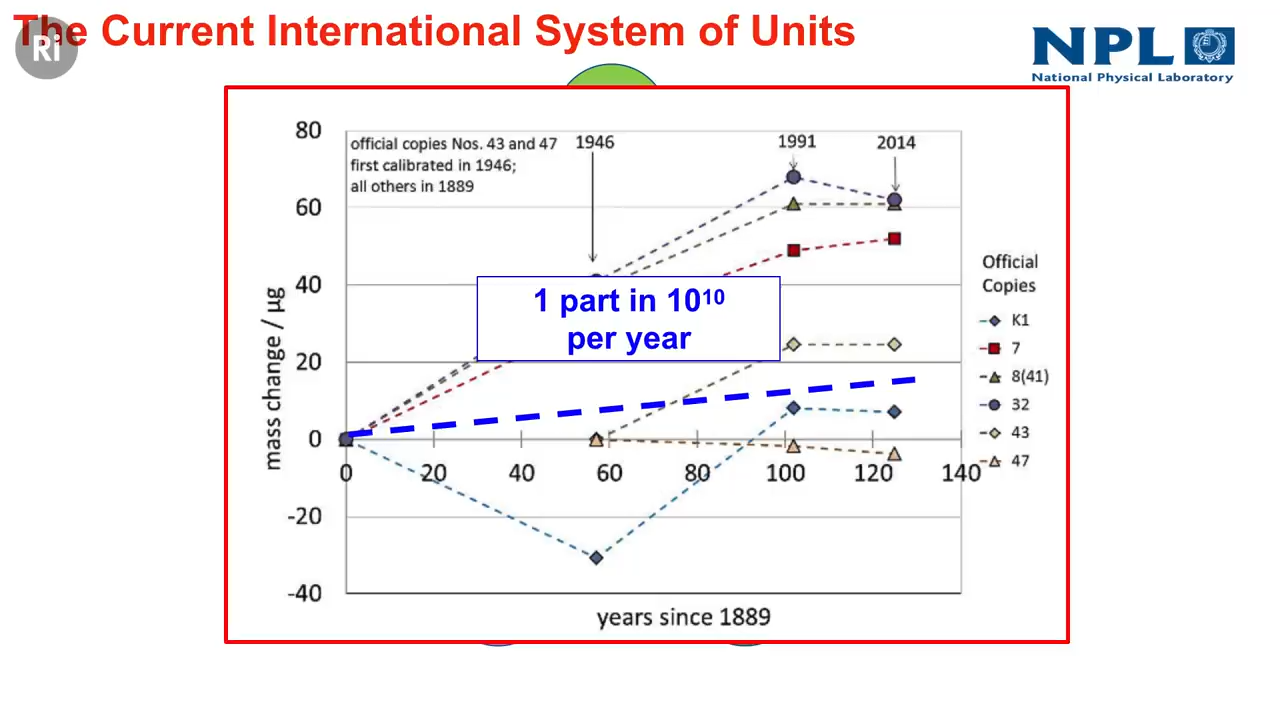 The Current International System of Units
Ri
NPL
National Physical Laboratory
official copies Nos. 43 and 47
first calibrated in 1946;
all others in 1889
1946
1991
2014
80
60
40
20
0
-20
-40
mass change / µg
1 part in 10¹⁰
per year
0 20 40 60 80 100 120 140
years since 1889
Official
Copies
K1
7
8(41)
32
43
47